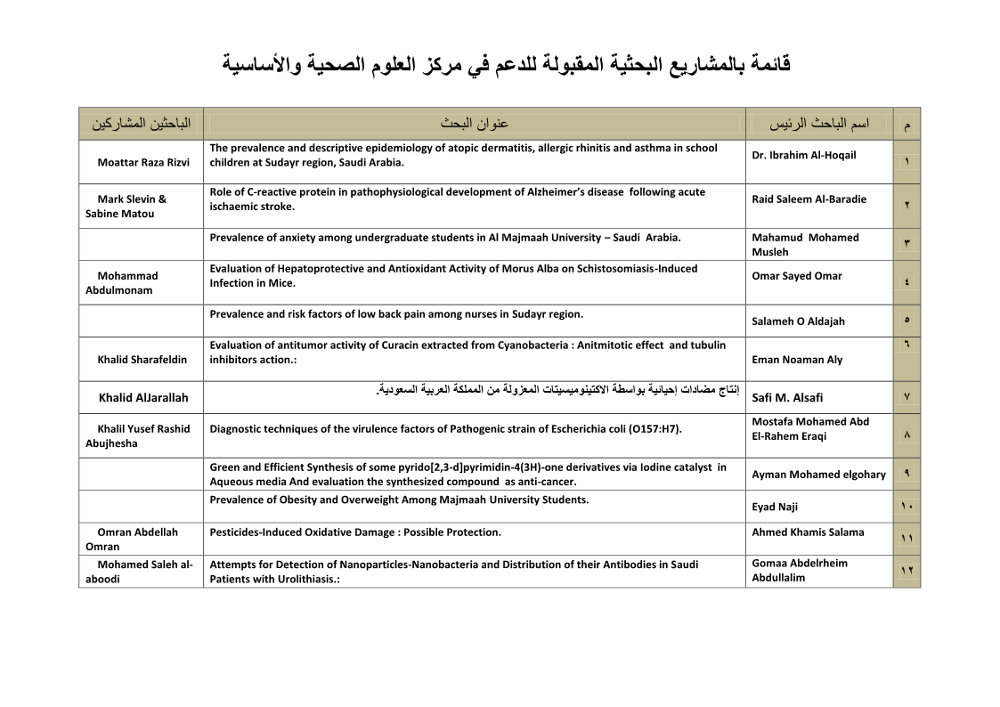 قائمة بالمشاريع البحثية المقبولة للدعم في مركز العلوم الصحية والأساسية
م
اسم الباحث الرئيس
عنوان البحث
الباحثين المشاركين
١
Dr. Ibrahim Al-Hoqail
The prevalence and descriptive epidemiology of atopic dermatitis, allergic rhinitis and asthma in school
children at Sudayr region, Saudi Arabia.
Moattar Raza Rizvi
٢
Raid Saleem Al-Baradie
Role of C-reactive protein in pathophysiological development of Alzheimer’s disease following acute
ischaemic stroke.
Mark Slevin &
Sabine Matou
٣
Mahamud Mohamed
Musleh
Prevalence of anxiety among undergraduate students in Al Majmaah University – Saudi Arabia.
٤
Omar Sayed Omar
Evaluation of Hepatoprotective and Antioxidant Activity of Morus Alba on Schistosomiasis-Induced
Infection in Mice.
Mohammad
Abdulmonam
٥
Salameh O Aldajah
Prevalence and risk factors of low back pain among nurses in Sudayr region.
٦
Eman Noaman Aly
Evaluation of antitumor activity of Curacin extracted from Cyanobacteria : Anitmitotic effect and tubulin
inhibitors action.:
Khalid Sharafeldin
٧
Safi M. Alsafi
إنتاج مضادات إحيائية بواسطة الاكتينوميسيتات المعزولة من المملكة العربية السعودية.
Khalid AlJarallah
٨
Mostafa Mohamed Abd
El-Rahem Eraqi
Diagnostic techniques of the virulence factors of Pathogenic strain of Escherichia coli (O157:H7).
Khalil Yusef Rashid
Abujhesha
٩
Ayman Mohamed elgohary
Green and Efficient Synthesis of some pyrido[2,3-d]pyrimidin-4(3H)-one derivatives via Iodine catalyst in
Aqueous media And evaluation the synthesized compound as anti-cancer.
١٠
Eyad Naji
Prevalence of Obesity and Overweight Among Majmaah University Students.
١١
Ahmed Khamis Salama
Pesticides-Induced Oxidative Damage : Possible Protection.
Omran Abdellah
Omran
١٢
Gomaa Abdelrheim
Abdullalim
Attempts for Detection of Nanoparticles-Nanobacteria and Distribution of their Antibodies in Saudi
Patients with Urolithiasis.:
Mohamed Saleh al-
aboodi